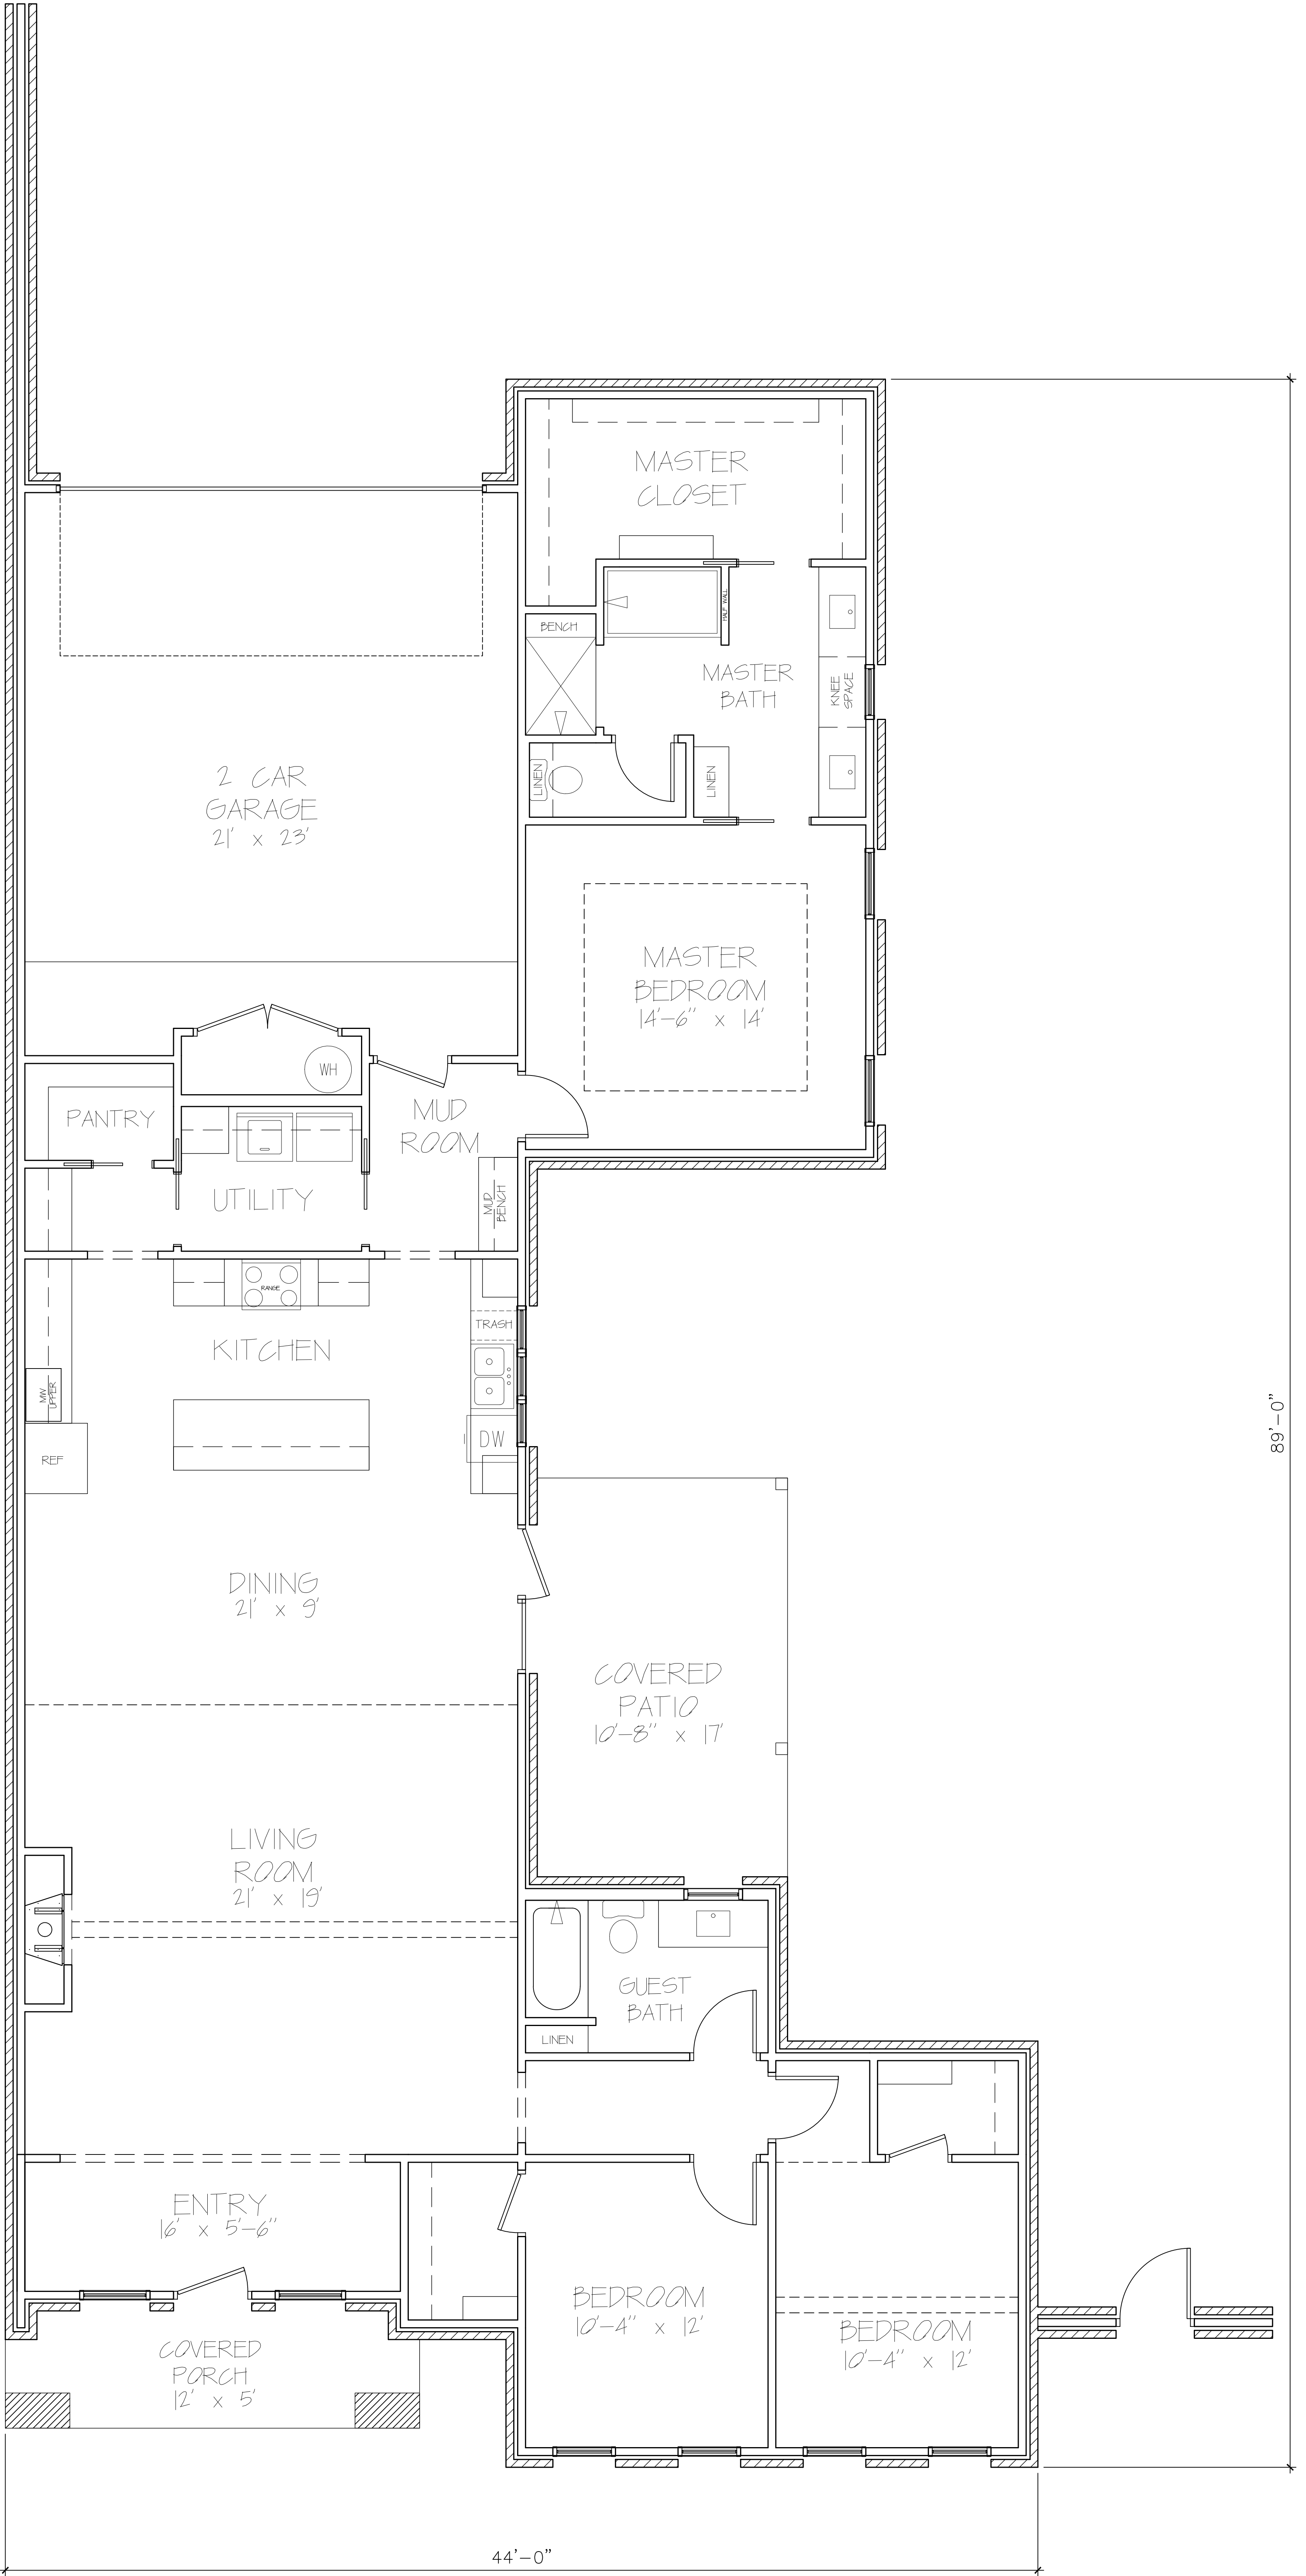 MASTER
CLOSET
BENCH
HALF WALL
MASTER
BATH
KNEE
SPACE
LINEN
LINEN
2 CAR
GARAGE
21' x 23'
MASTER
BEDROOM
14'-6" x 14'
WH
PANTRY
MUD
ROOM
UTILITY
MUD
BENCH
RANGE
TRASH
KITCHEN
MW
UPPER
REF
DW
89'-0"
DINING
21' x 9'
COVERED
PATIO
10'-8" x 17'
LIVING
ROOM
21' x 19'
GUEST
BATH
LINEN
ENTRY
16' x 5'-6"
BEDROOM
10'-4" x 12'
BEDROOM
10'-4" x 12'
COVERED
PORCH
12' x 5'
44'-0"